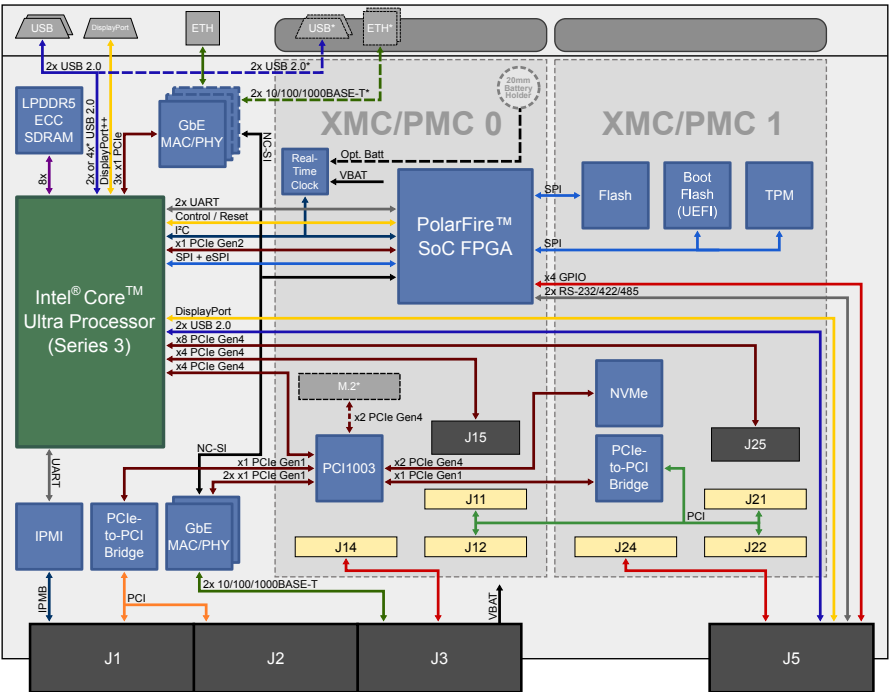 USB
DisplayPort
ETH
USB*
ETH*
2x USB 2.0
2x USB 2.0*
2x 10/100/1000BASE-T*
20mm
Battery
Holder
XMC/PMC 0
XMC/PMC 1
LPDDR5
ECC
SDRAM
8x
2x or 4x* USB 2.0
DisplayPort++
3x x1 PCIe
GbE
MAC/PHY
NC-SI
Real-
Time
Clock
Opt. Batt
VBAT
PolarFire™
SoC FPGA
SPI
SPI
Flash
Boot
Flash
(UEFI)
TPM
2x UART
Control / Reset
I²C
x1 PCIe Gen2
SPI + eSPI
x4 GPIO
2x RS-232/422/485
Intel® Core™
Ultra Processor
(Series 3)
DisplayPort
2x USB 2.0
x8 PCIe Gen4
x4 PCIe Gen4
x4 PCIe Gen4
M.2*
x2 PCIe Gen4
J15
NVMe
J25
UART
NC-SI
x1 PCIe Gen1
2x x1 PCIe Gen1
PCI1003
x2 PCIe Gen4
x1 PCIe Gen1
PCIe-
to-PCI
Bridge
J11
J21
PCI
IPMI
PCIe-
to-PCI
Bridge
GbE
MAC/PHY
J14
J12
J24
J22
IPMB
PCI
2x 10/100/1000BASE-T
VBAT
J1
J2
J3
J5